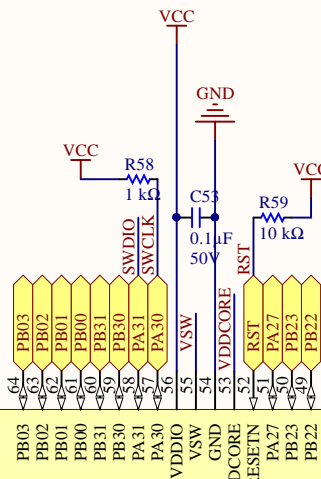 VCC
GND
VCC
VCC
R58
1 kΩ
C53
0.1µF
50V
R59
10 kΩ
SWDIO
SWCLK
VSW
VDDCORE
RST
PB03
PB02
PB01
PB00
PB31
PB30
PA31
PA30
RST
PA27
PB23
PB22
64
63
62
61
60
59
58
57
56
55
54
53
52
51
50
49
PB03
PB02
PB01
PB00
PB31
PB30
PA31
PA30
VDDIO
VSW
GND
DCORE
RESETN
PA27
PB23
PB22